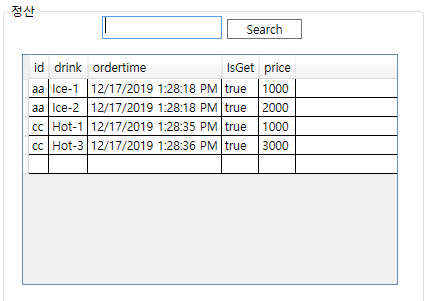 정산
Search
id drink ordertime IsGet price
aa Ice-1 12/17/2019 1:28:18 PM true 1000
aa Ice-2 12/17/2019 1:28:18 PM true 2000
cc Hot-1 12/17/2019 1:28:35 PM true 1000
cc Hot-3 12/17/2019 1:28:36 PM true 3000